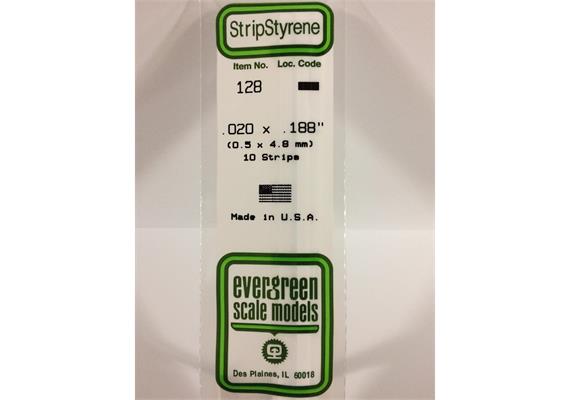 StripStyrene
Item No. Loc. Code
128
.020 x .188"
(0.5 x 4.8 mm)
10 Strips
Made in U.S.A.
evergreen
scale models
Des Plaines, IL 60018